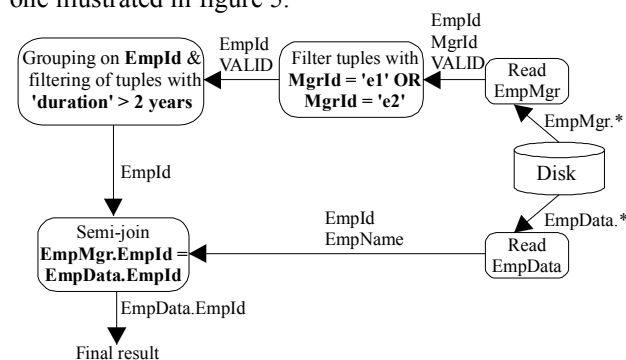 one illustrated in figure 5.
Grouping on EmpId &
filtering of tuples with
'duration' > 2 years
EmpId
VALID
Filter tuples with
MgrId = 'e1' OR
MgrId = 'e2'
EmpId
MgrId
VALID
Read
EmpMgr
EmpMgr.*
Disk
EmpData.*
Read
EmpData
EmpId
EmpName
EmpId
Semi-join
EmpMgr.EmpId =
EmpData.EmpId
EmpData.EmpId
Final result